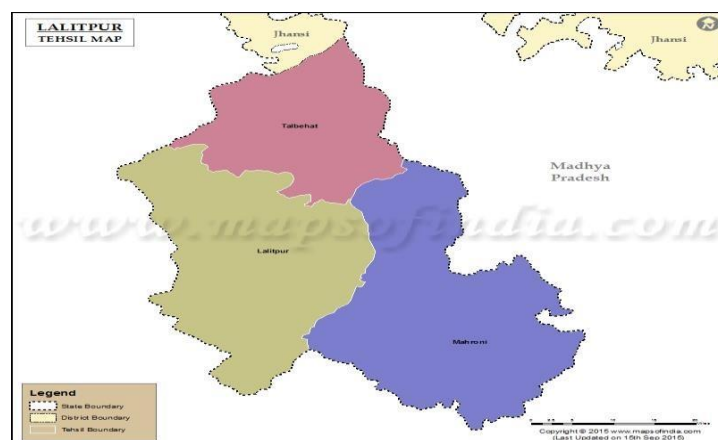 LALITPUR
TEHSIL MAP
Jhansi
Jhansi
Talbehat
Madhya
Pradesh
www.mapsofindia.com
Lalitpur
Mahroni
Legend
State Boundary
District Boundary
Tehsil Boundary
Copyright © 2015 www.mapsofindia.com
(Last Updated on 15th Sep 2015)